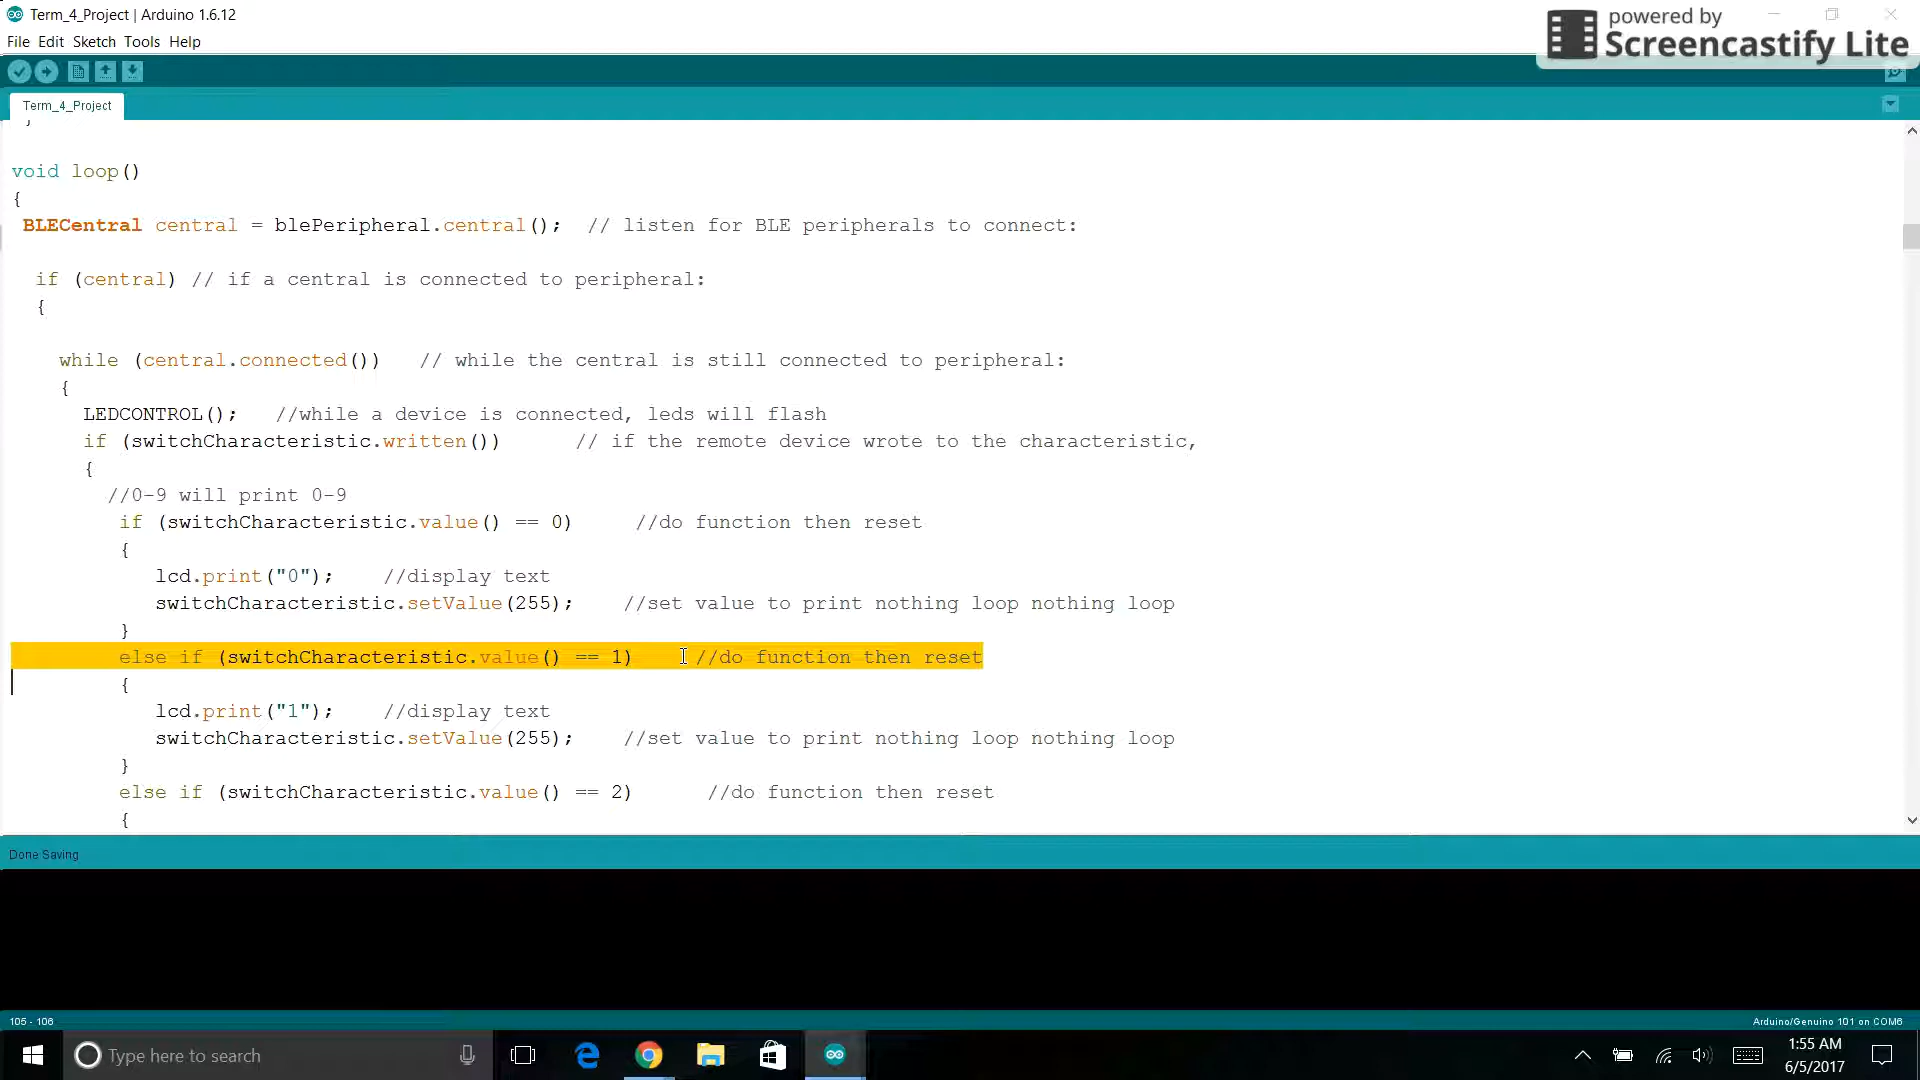 Term_4_Project | Arduino 1.6.12
powered by
Screencastify Lite
File Edit Sketch Tools Help
Term_4_Project
}
void loop()
{
BLECentral central = blePeripheral.central();  // listen for BLE peripherals to connect:
if (central) // if a central is connected to peripheral:
{
while (central.connected())   // while the central is still connected to peripheral:
{
LEDCONTROL();   //while a device is connected, leds will flash
if (switchCharacteristic.written())      // if the remote device wrote to the characteristic,
{
//0-9 will print 0-9
if (switchCharacteristic.value() == 0)     //do function then reset
{
lcd.print("0");    //display text
switchCharacteristic.setValue(255);    //set value to print nothing loop nothing loop
}
else if (switchCharacteristic.value() == 1)     //do function then reset
{
lcd.print("1");    //display text
switchCharacteristic.setValue(255);    //set value to print nothing loop nothing loop
}
else if (switchCharacteristic.value() == 2)      //do function then reset
{
Done Saving
105 - 106
Arduino/Genuino 101 on COM6
Type here to search
1:55 AM
6/5/2017